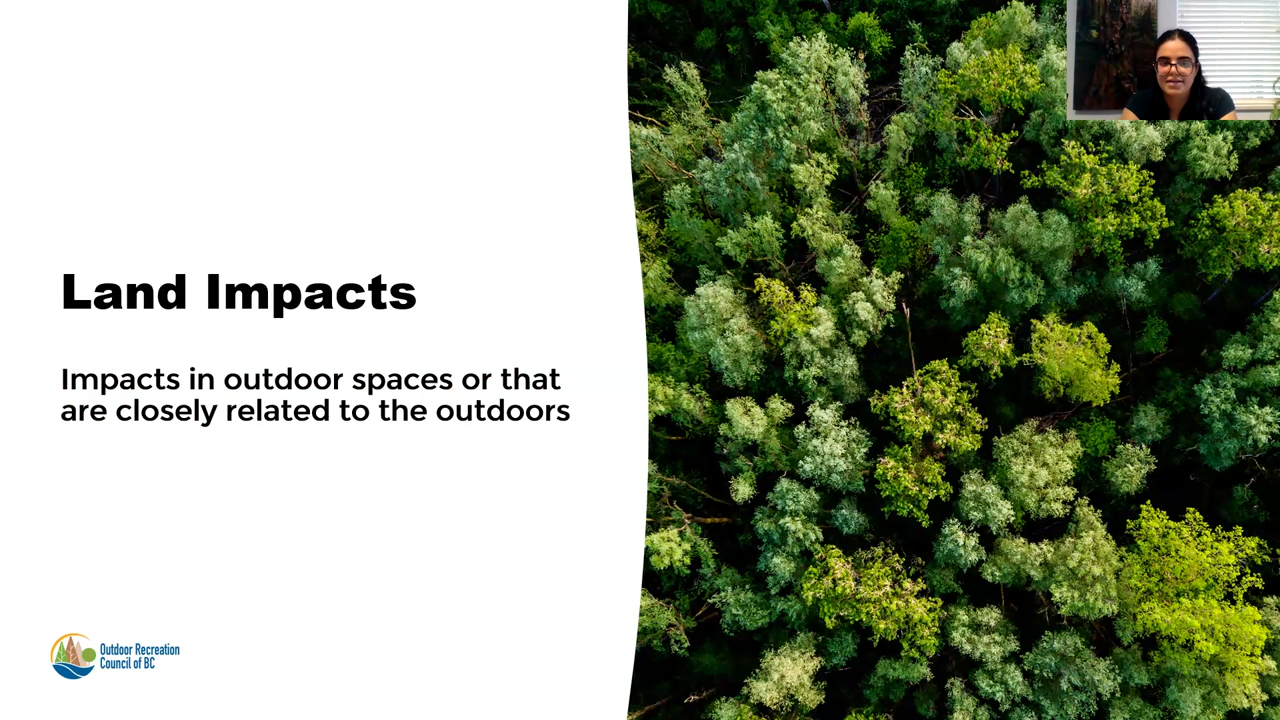 Land Impacts
Impacts in outdoor spaces or that
are closely related to the outdoors
Outdoor Recreation
Council of BC